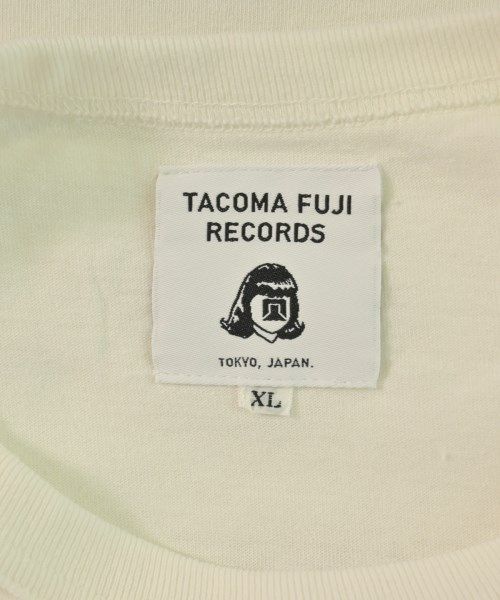 TACOMA FUJI
RECORDS
TOKYO, JAPAN.
XL